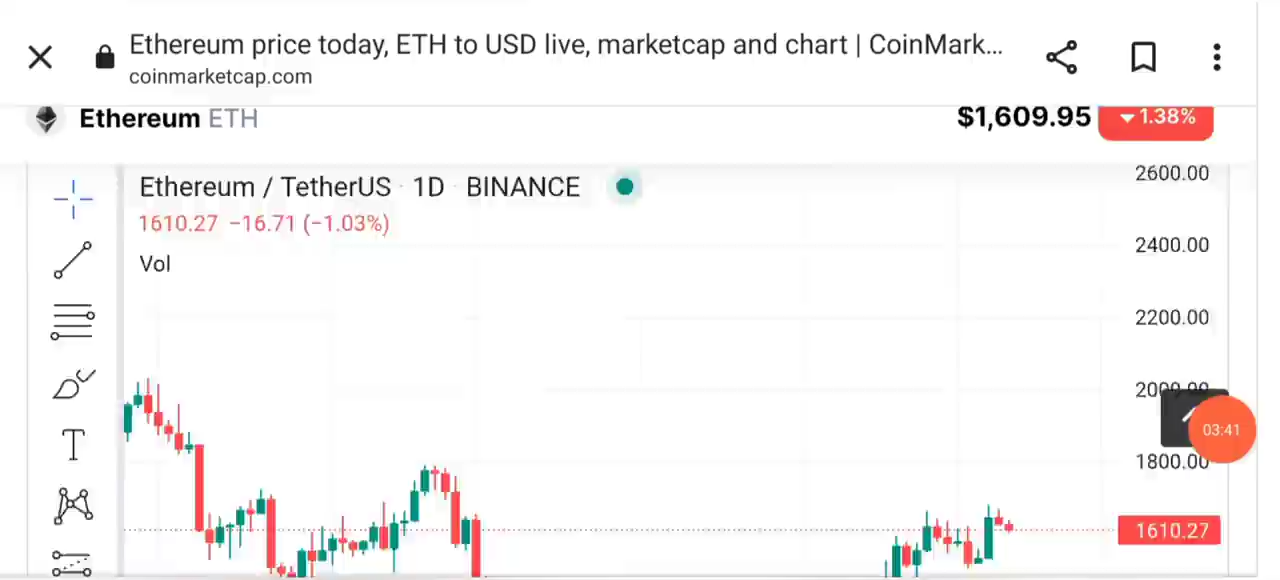 Ethereum price today, ETH to USD live, marketcap and chart | CoinMark...
coinmarketcap.com
Ethereum ETH
$1,609.95
1.38%
Ethereum / TetherUS · 1D · BINANCE
1610.27 −16.71 (−1.03%)
Vol
2600.00
2400.00
2200.00
2000.00
03:41
1800.00
1610.27